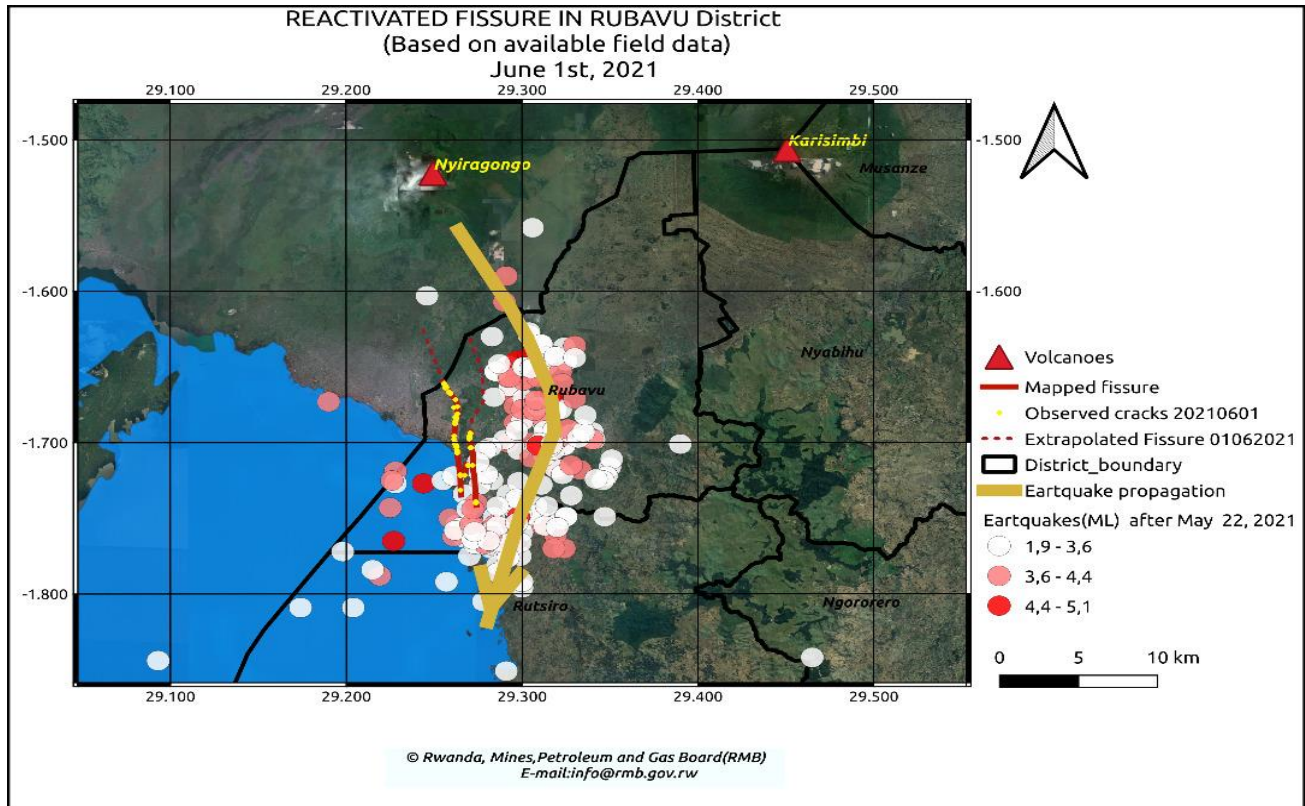 REACTIVATED FISSURE IN RUBAVU District
(Based on available field data)
June 1st, 2021
29.100 29.200 29.300 29.400 29.500
-1.500 -1.500
Karisimbi
Nyiragongo
Musanze
-1.600 -1.600
Nyabihu
Volcanoes
Rubavu
Mapped fissure
Observed cracks 20210601
-1.700 -1.700
Extrapolated Fissure 01062021
District_boundary
Eartquake propagation
Eartquakes(ML) after May 22, 2021
1,9 - 3,6
3,6 - 4,4
-1.800
Rutsiro
Ngororero
4,4 - 5,1
0 5 10 km
29.100 29.200 29.300 29.400 29.500
© Rwanda, Mines,Petroleum and Gas Board(RMB)
E-mail:info@rmb.gov.rw